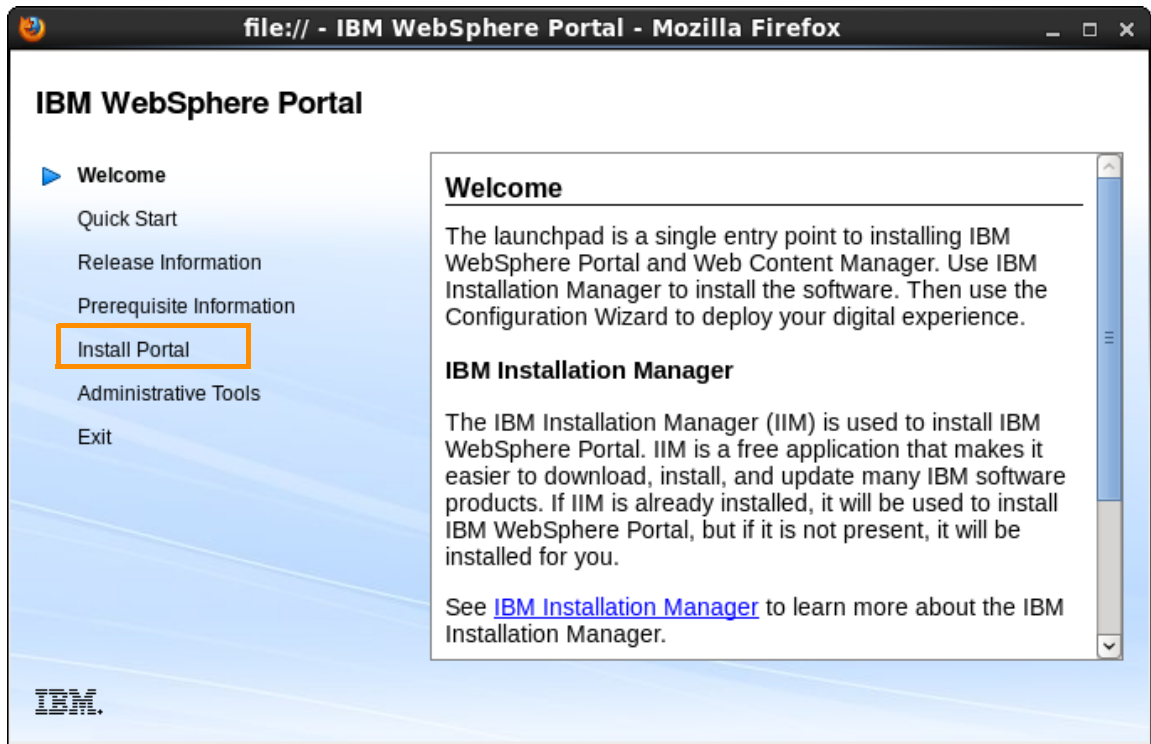 file:// - IBM WebSphere Portal - Mozilla Firefox
IBM WebSphere Portal
Welcome
Quick Start
Release Information
Prerequisite Information
Install Portal
Administrative Tools
Exit
Welcome
The launchpad is a single entry point to installing IBM
WebSphere Portal and Web Content Manager. Use IBM
Installation Manager to install the software. Then use the
Configuration Wizard to deploy your digital experience.
IBM Installation Manager
The IBM Installation Manager (IIM) is used to install IBM
WebSphere Portal. IIM is a free application that makes it
easier to download, install, and update many IBM software
products. If IIM is already installed, it will be used to install
IBM WebSphere Portal, but if it is not present, it will be
installed for you.
See IBM Installation Manager to learn more about the IBM
Installation Manager.
IBM.